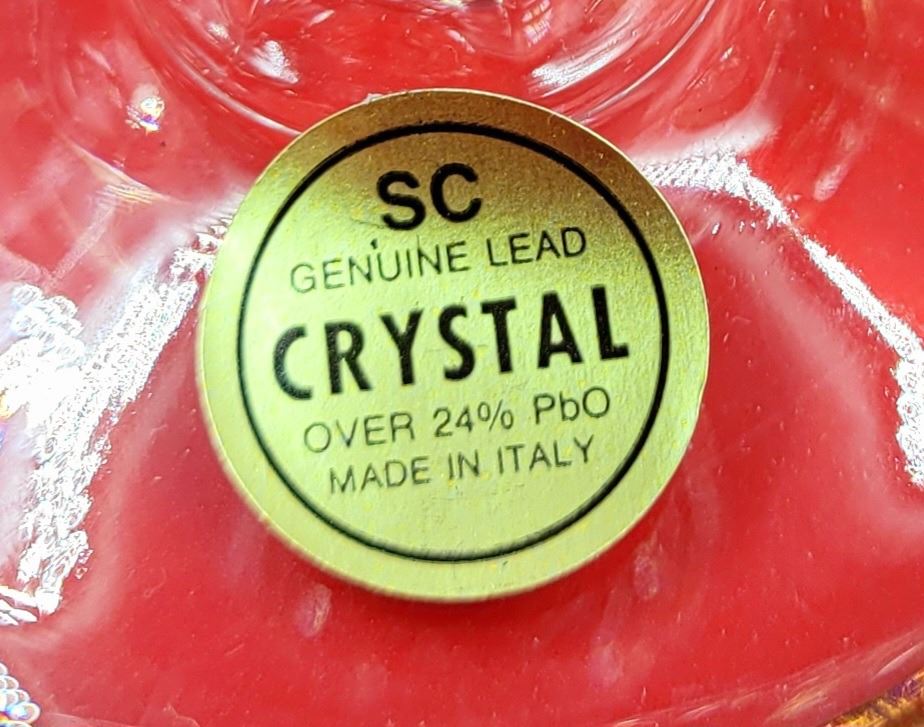 SC
GENUINE LEAD
CRYSTAL
OVER 24% PbO
MADE IN ITALY